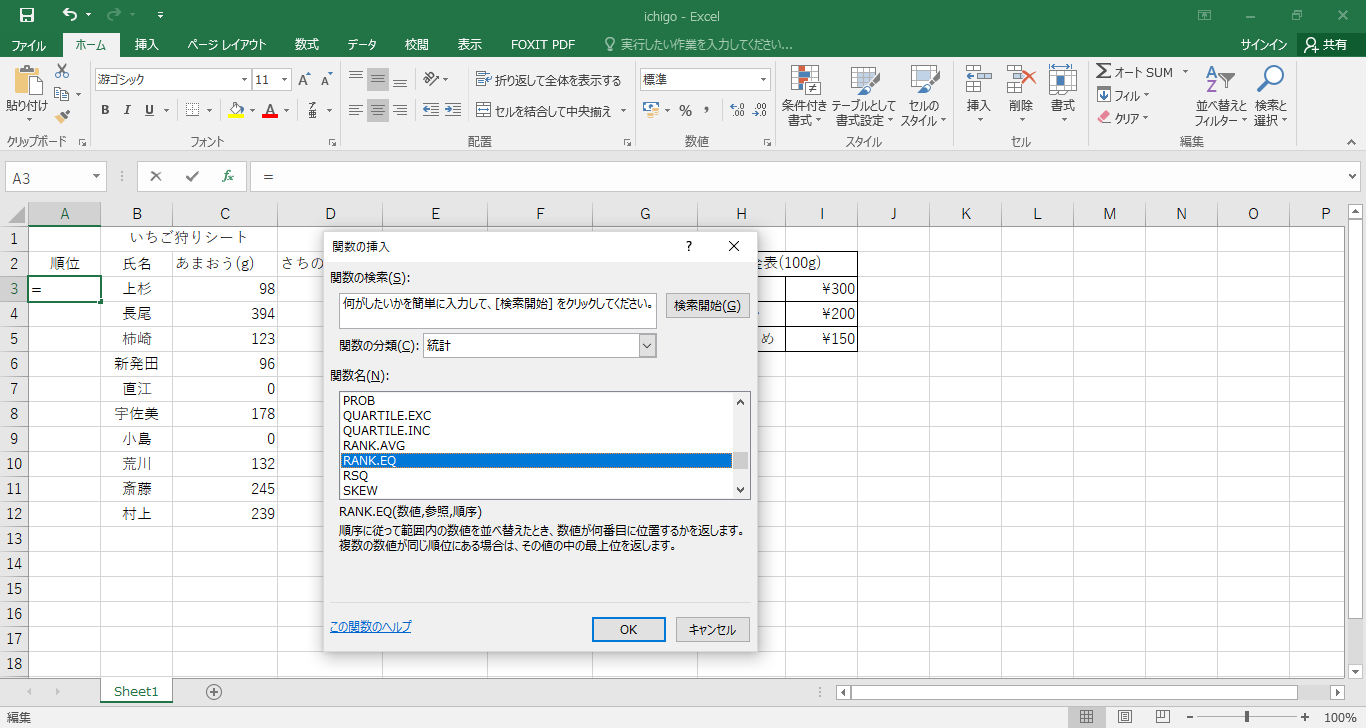 ichigo - Excel
ファイル ホーム 挿入 ページ レイアウト 数式 データ 校閲 表示 FOXIT PDF 実行したい作業を入力してください... サインイン 共有
貼り付け
游ゴシック 11
折り返して全体を表示する
標準
条件付き書式
テーブルとして書式設定
セルのスタイル
挿入 削除 書式
Σ オート SUM
フィル
クリア
並べ替えとフィルター
検索と選択
B I U
セルを結合して中央揃え
% ,
クリップボード フォント 配置 数値 スタイル セル 編集
A3 fx =
A B C D E F G H I J K L M N O P
1 いちご狩りシート
2 順位 氏名 あまおう(g) さちの 金表(100g)
3 = 上杉 98 ¥300
4 長尾 394 ¥200
5 柿崎 123 め ¥150
6 新発田 96
7 直江 0
8 宇佐美 178
9 小島 0
10 荒川 132
11 斎藤 245
12 村上 239
13
14
15
16
17
18
関数の挿入 ?
関数の検索(S):
何がしたいかを簡単に入力して、[検索開始] をクリックしてください。
検索開始(G)
関数の分類(C): 統計
関数名(N):
PROB
QUARTILE.EXC
QUARTILE.INC
RANK.AVG
RANK.EQ
RSQ
SKEW
RANK.EQ(数値,参照,順序)
順序に従って範囲内の数値を並べ替えたとき、数値が何番目に位置するかを返します。
複数の数値が同じ順位にある場合は、その値の中の最上位を返します。
この関数のヘルプ OK キャンセル
Sheet1
編集 100%